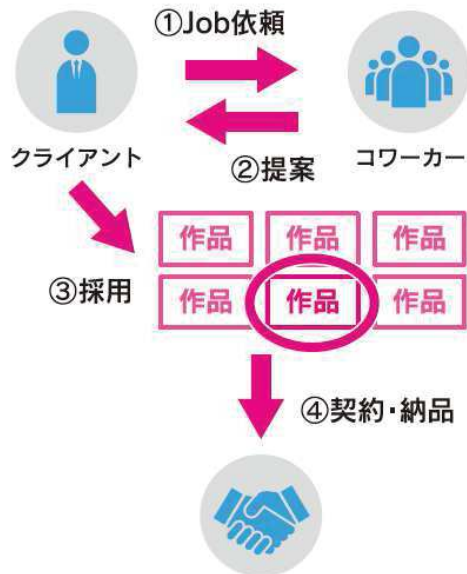 ①Job依頼
クライアント
コワーカー
②提案
作品 作品 作品
③採用
作品 作品 作品
④契約・納品